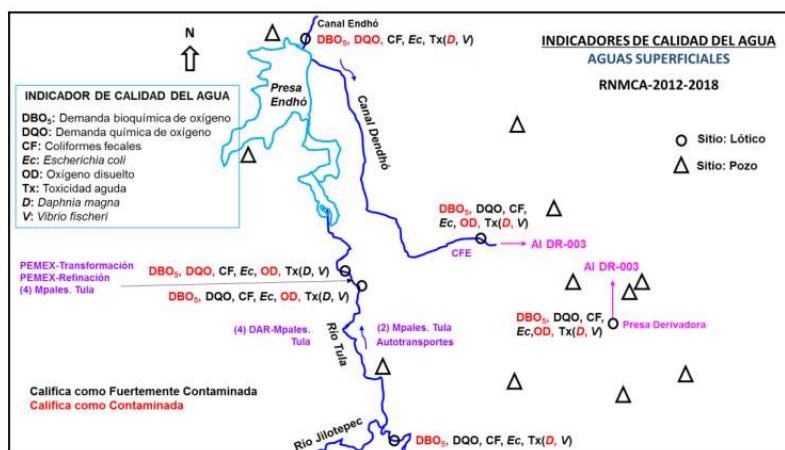 Canal Endhó
DBO₅, DQO, CF, Ec, Tx(D, V)
N
INDICADORES DE CALIDAD DEL AGUA
AGUAS SUPERFICIALES
RNMCA-2012-2018
Presa
Endhó
Canal Dendhó
INDICADOR DE CALIDAD DEL AGUA
DBO₅: Demanda bioquímica de oxígeno
DQO: Demanda química de oxígeno
CF: Coliformes fecales
Ec: Escherichia coli
OD: Oxígeno disuelto
Tx: Toxicidad aguda
D: Daphnia magna
V: Vibrio fischeri
Sitio: Lótico
Sitio: Pozo
DBO₅, DQO, CF,
Ec, OD, Tx(D, V)
CFE
AI DR-003
PEMEX-Transformación
PEMEX-Refinación
(4) Mpales. Tula
DBO₅, DQO, CF, Ec, OD, Tx(D, V)
DBO₅, DQO, CF, Ec, OD, Tx(D, V)
AI DR-003
DBO₅, DQO, CF,
Ec,OD, Tx(D, V)
Presa Derivadora
(4) DAR-Mpales.
Tula
Río Tula
(2) Mpales. Tula
Autotransportes
Califica como Fuertemente Contaminada
Califica como Contaminada
Río Jilotepec
DBO₅, DQO, CF, Ec, Tx(D, V)